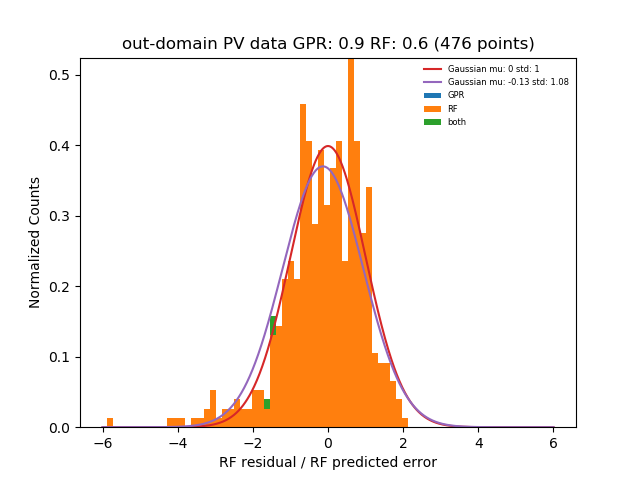 out-domain PV data GPR: 0.9 RF: 0.6 (476 points)
Gaussian mu: 0 std: 1
Gaussian mu: -0.13 std: 1.08
GPR
RF
both
Normalized Counts
0.5
0.4
0.3
0.2
0.1
0.0
−6 −4 −2 0 2 4 6
RF residual / RF predicted error